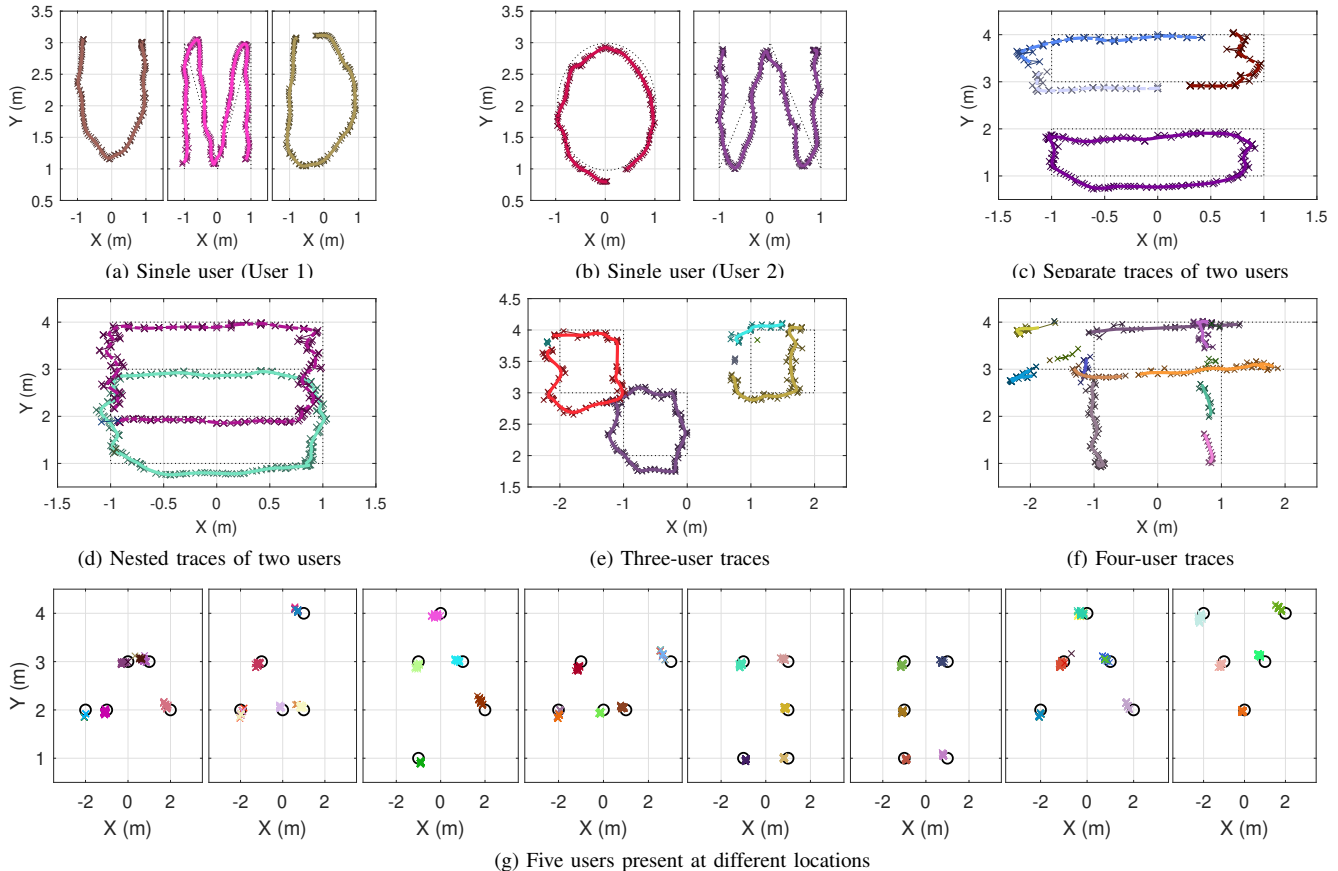 3.5
3
2.5
2
1.5
1
0.5
Y (m)
-1 0 1
-1 0 1
-1 0 1
X (m)
X (m)
X (m)
(a) Single user (User 1)
3.5
3
2.5
2
1.5
1
0.5
Y (m)
-1 0 1
-1 0 1
X (m)
X (m)
(b) Single user (User 2)
4
3
2
1
Y (m)
-1.5 -1 -0.5 0 0.5 1 1.5
X (m)
(c) Separate traces of two users
4
3
2
1
Y (m)
-1.5 -1 -0.5 0 0.5 1 1.5
X (m)
(d) Nested traces of two users
4.5
4
3.5
3
2.5
2
1.5
Y (m)
-2 -1 0 1 2
X (m)
(e) Three-user traces
4
3
2
1
Y (m)
-2 -1 0 1 2
X (m)
(f) Four-user traces
4
3
2
1
Y (m)
-2 0 2
-2 0 2
-2 0 2
-2 0 2
-2 0 2
-2 0 2
-2 0 2
-2 0 2
X (m)
X (m)
X (m)
X (m)
X (m)
X (m)
X (m)
X (m)
(g) Five users present at different locations